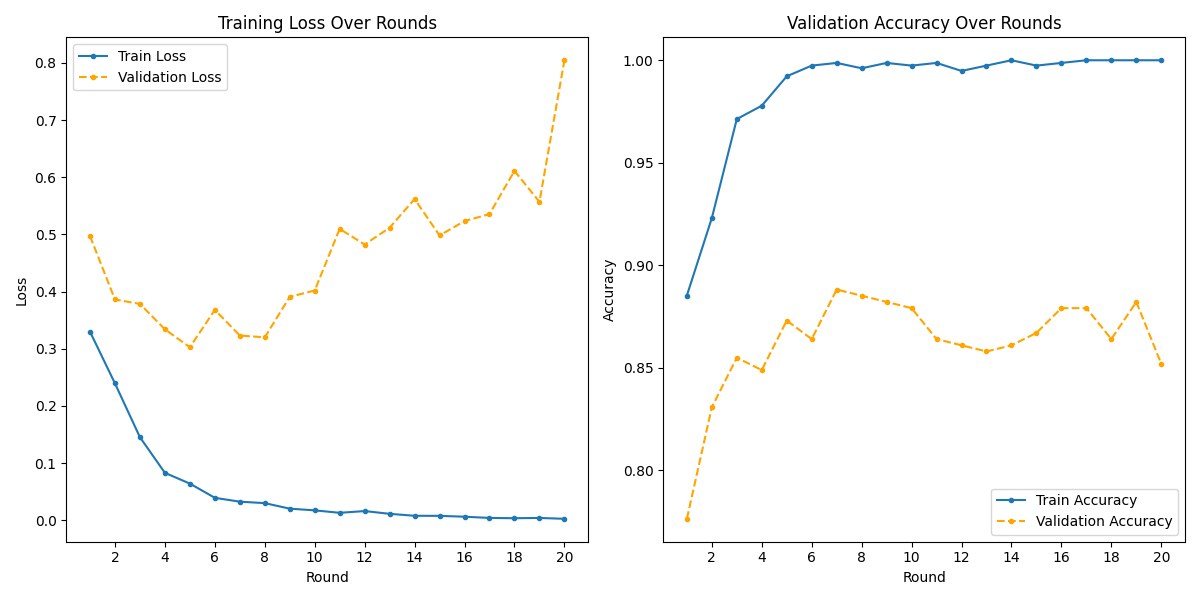 Training Loss Over Rounds
Train Loss
Validation Loss
0.8
0.7
0.6
0.5
0.4
0.3
0.2
0.1
0.0
Loss
2 4 6 8 10 12 14 16 18 20
Round
Validation Accuracy Over Rounds
1.00
0.95
0.90
0.85
0.80
Accuracy
Train Accuracy
Validation Accuracy
2 4 6 8 10 12 14 16 18 20
Round